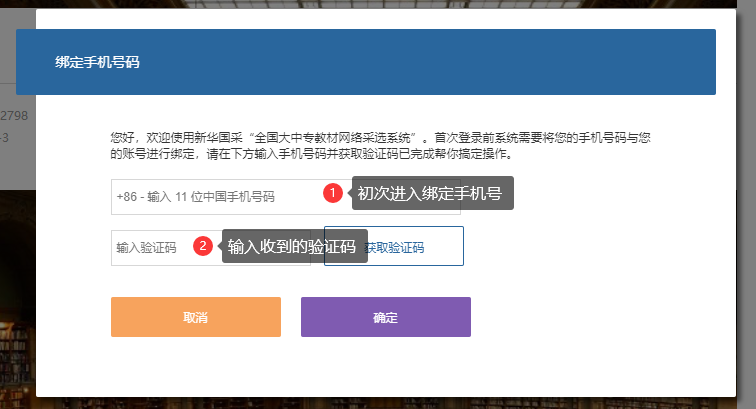 绑定手机号码
2798
-3
您好，欢迎使用新华国采“全国大中专教材网络采选系统”。首次登录前系统需要将您的手机号码与您
的账号进行绑定，请在下方输入手机号码并获取验证码已完成帮你搞定操作。
+86 - 输入 11 位中国手机号码
1
初次进入绑定手机号
输入验证码
2
输入收到的验证码
获取验证码
取消
确定